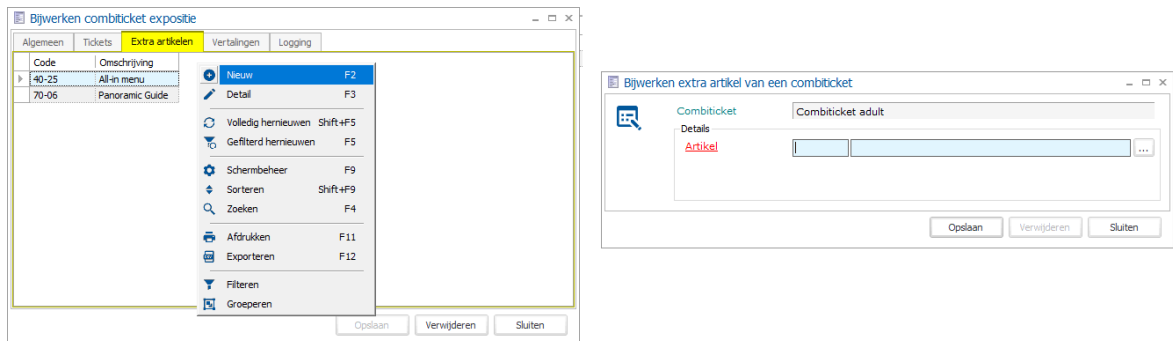 Bijwerken combiticket expositie
Algemeen Tickets Extra artikelen Vertalingen Logging
Code Omschrijving
40-25 All-in menu
70-06 Panoramic Guide
Nieuw F2
Detail F3
Volledig hernieuwen Shift+F5
Gefilterd hernieuwen F5
Schermbeheer F9
Sorteren Shift+F9
Zoeken F4
Afdrukken F11
Exporteren F12
Filteren
Groeperen
Opslaan Verwijderen Sluiten
Bijwerken extra artikel van een combiticket
Combiticket Combiticket adult
Details
Artikel ...
Opslaan Verwijderen Sluiten